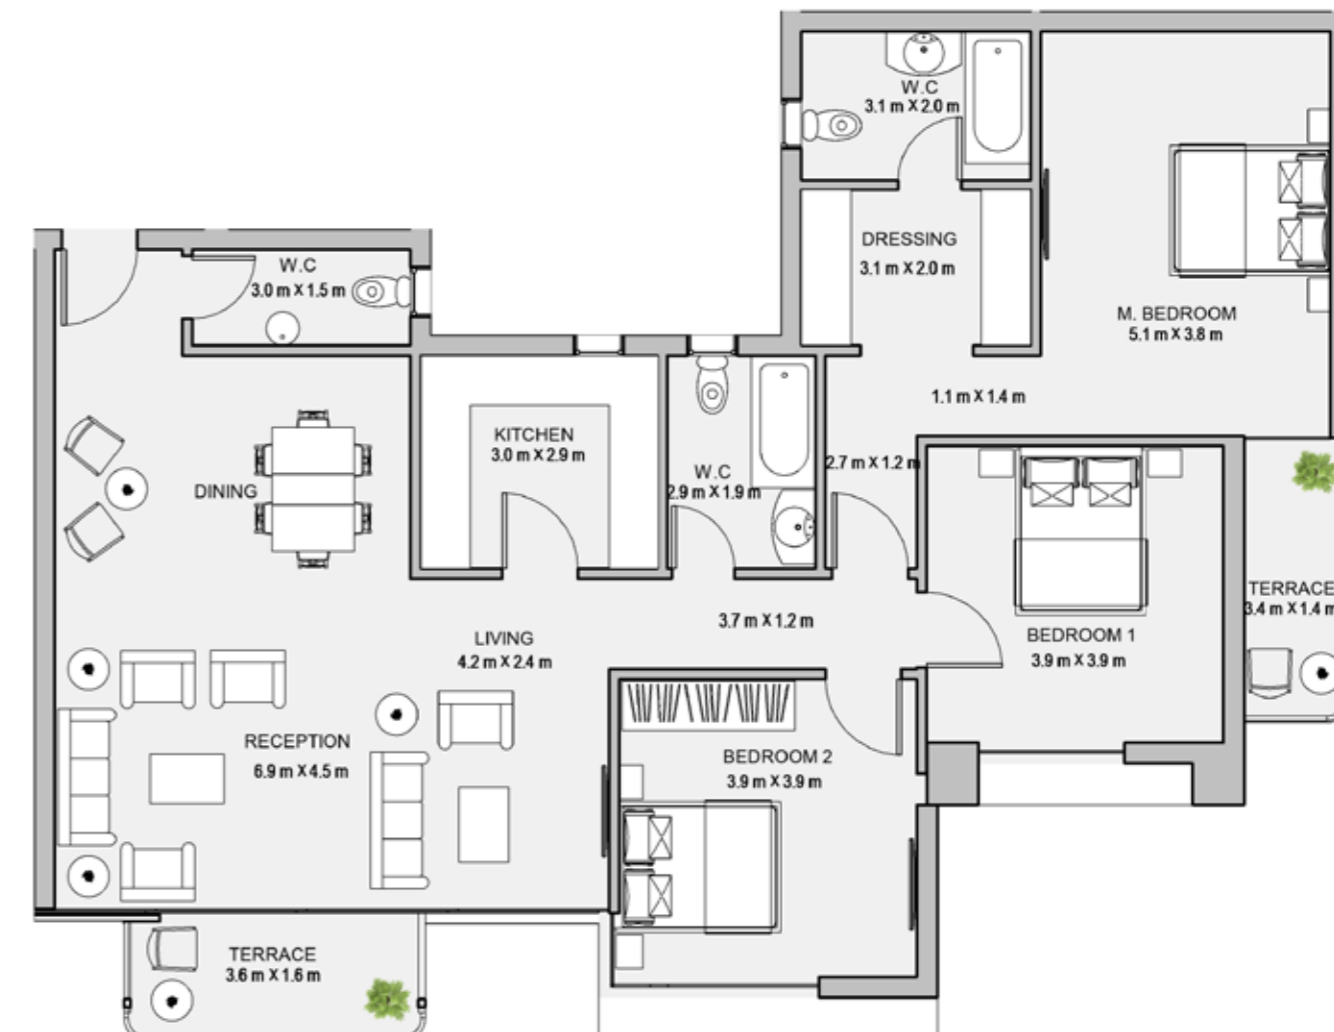 W.C
3.1 m X 2.0 m
DRESSING
3.1 m X 2.0 m
M. BEDROOM
5.1 m X 3.8 m
W.C
3.0 m X 1.5 m
1.1 m X 1.4 m
KITCHEN
3.0 m X 2.9 m
2.7 m X 1.2 m
W.C
2.9 m X 1.9 m
DINING
TERRACE
3.4 m X 1.4 m
3.7 m X 1.2 m
LIVING
4.2 m X 2.4 m
BEDROOM 1
3.9 m X 3.9 m
RECEPTION
6.9 m X 4.5 m
BEDROOM 2
3.9 m X 3.9 m
TERRACE
3.6 m X 1.6 m